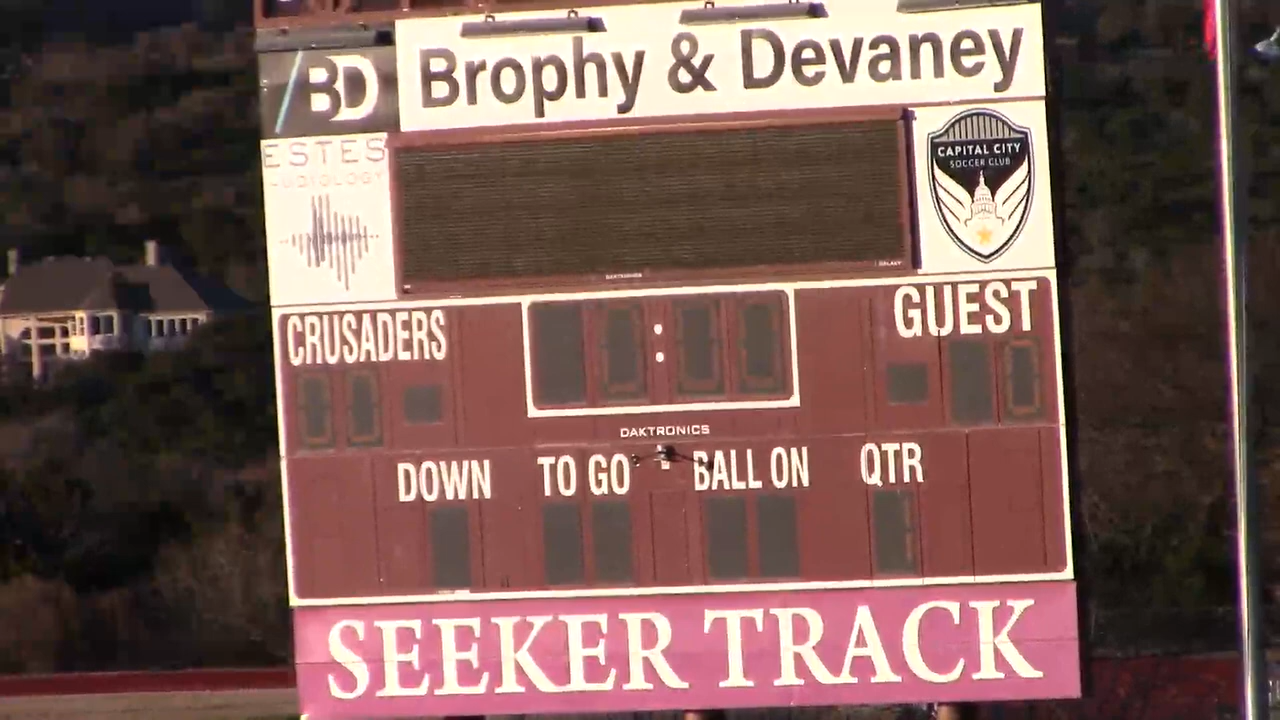 BD
Brophy & Devaney
ESTES
AUDIOLOGY
CAPITAL CITY
SOCCER CLUB
DAKTRONICS
GALAXY
CRUSADERS
GUEST
DAKTRONICS
DOWN TO GO BALL ON QTR
SEEKER TRACK